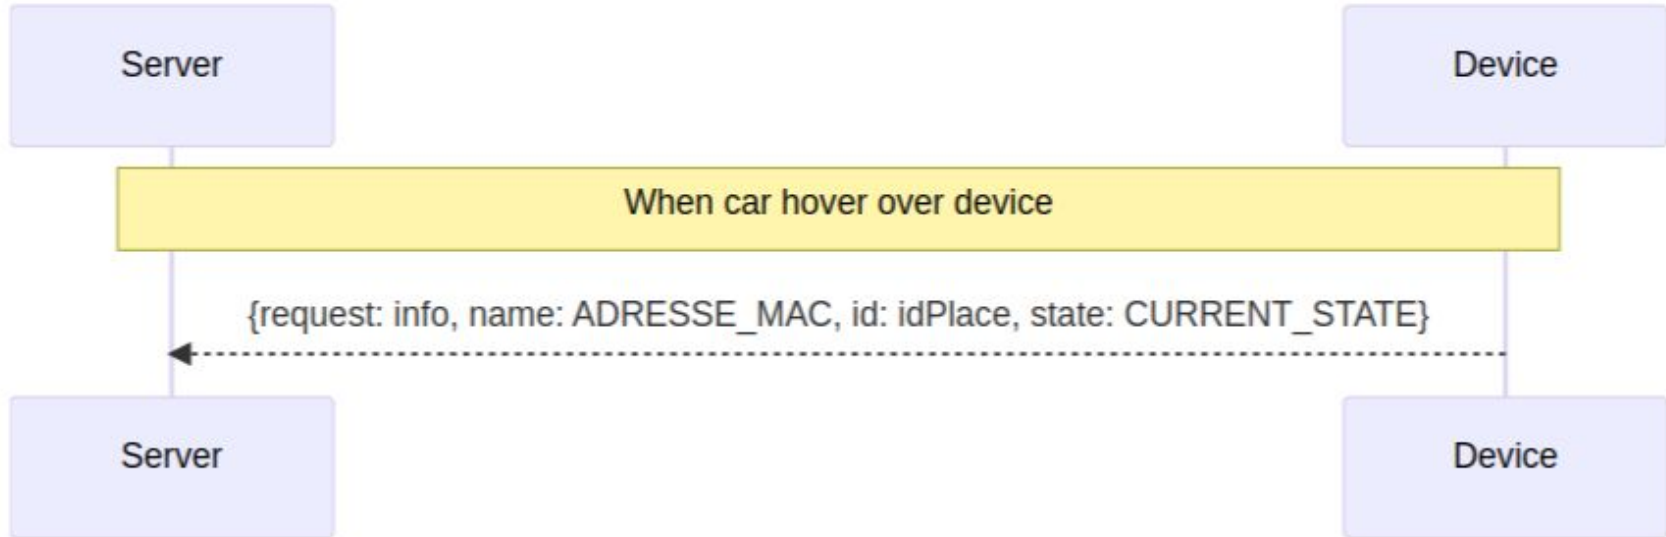 Server
Device
When car hover over device
{request: info, name: ADRESSE_MAC, id: idPlace, state: CURRENT_STATE}
Server
Device